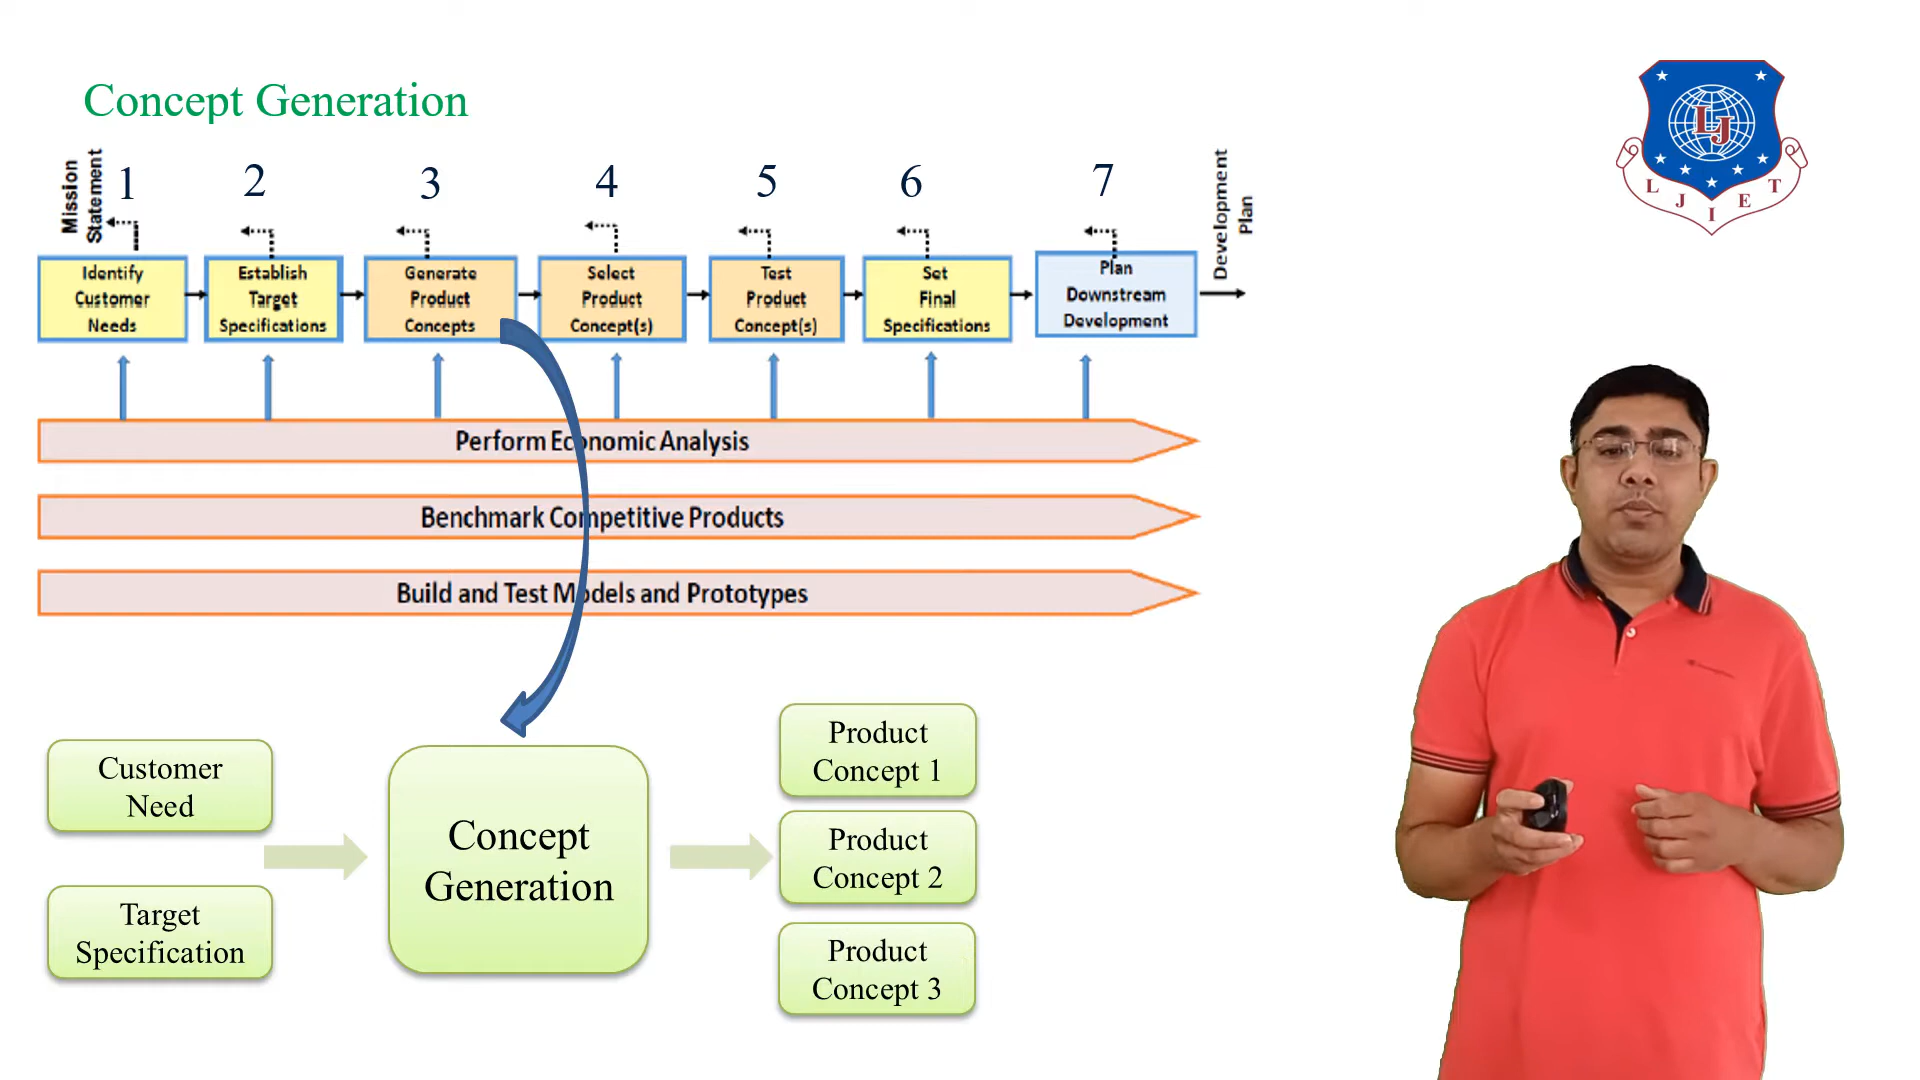 Concept Generation
Mission
Statement
1
2
3
4
5
6
7
Development
Plan
Identify
Customer
Needs
Establish
Target
Specifications
Generate
Product
Concepts
Select
Product
Concept(s)
Test
Product
Concept(s)
Set
Final
Specifications
Plan
Downstream
Development
Perform Economic Analysis
Benchmark Competitive Products
Build and Test Models and Prototypes
Customer
Need
Target
Specification
Concept
Generation
Product
Concept 1
Product
Concept 2
Product
Concept 3
LJ
L J I E T